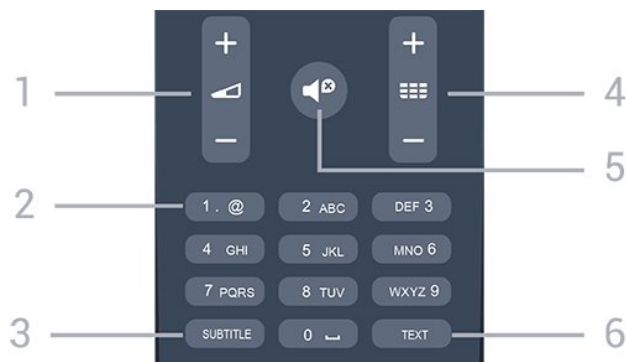 + +
1 4
5
- -
2 1 . @ 2 ABC DEF 3
4 GHI 5 JKL MNO 6
7 PQRS 8 TUV WXYZ 9
3 SUBTITLE 0 ⌴ TEXT 6